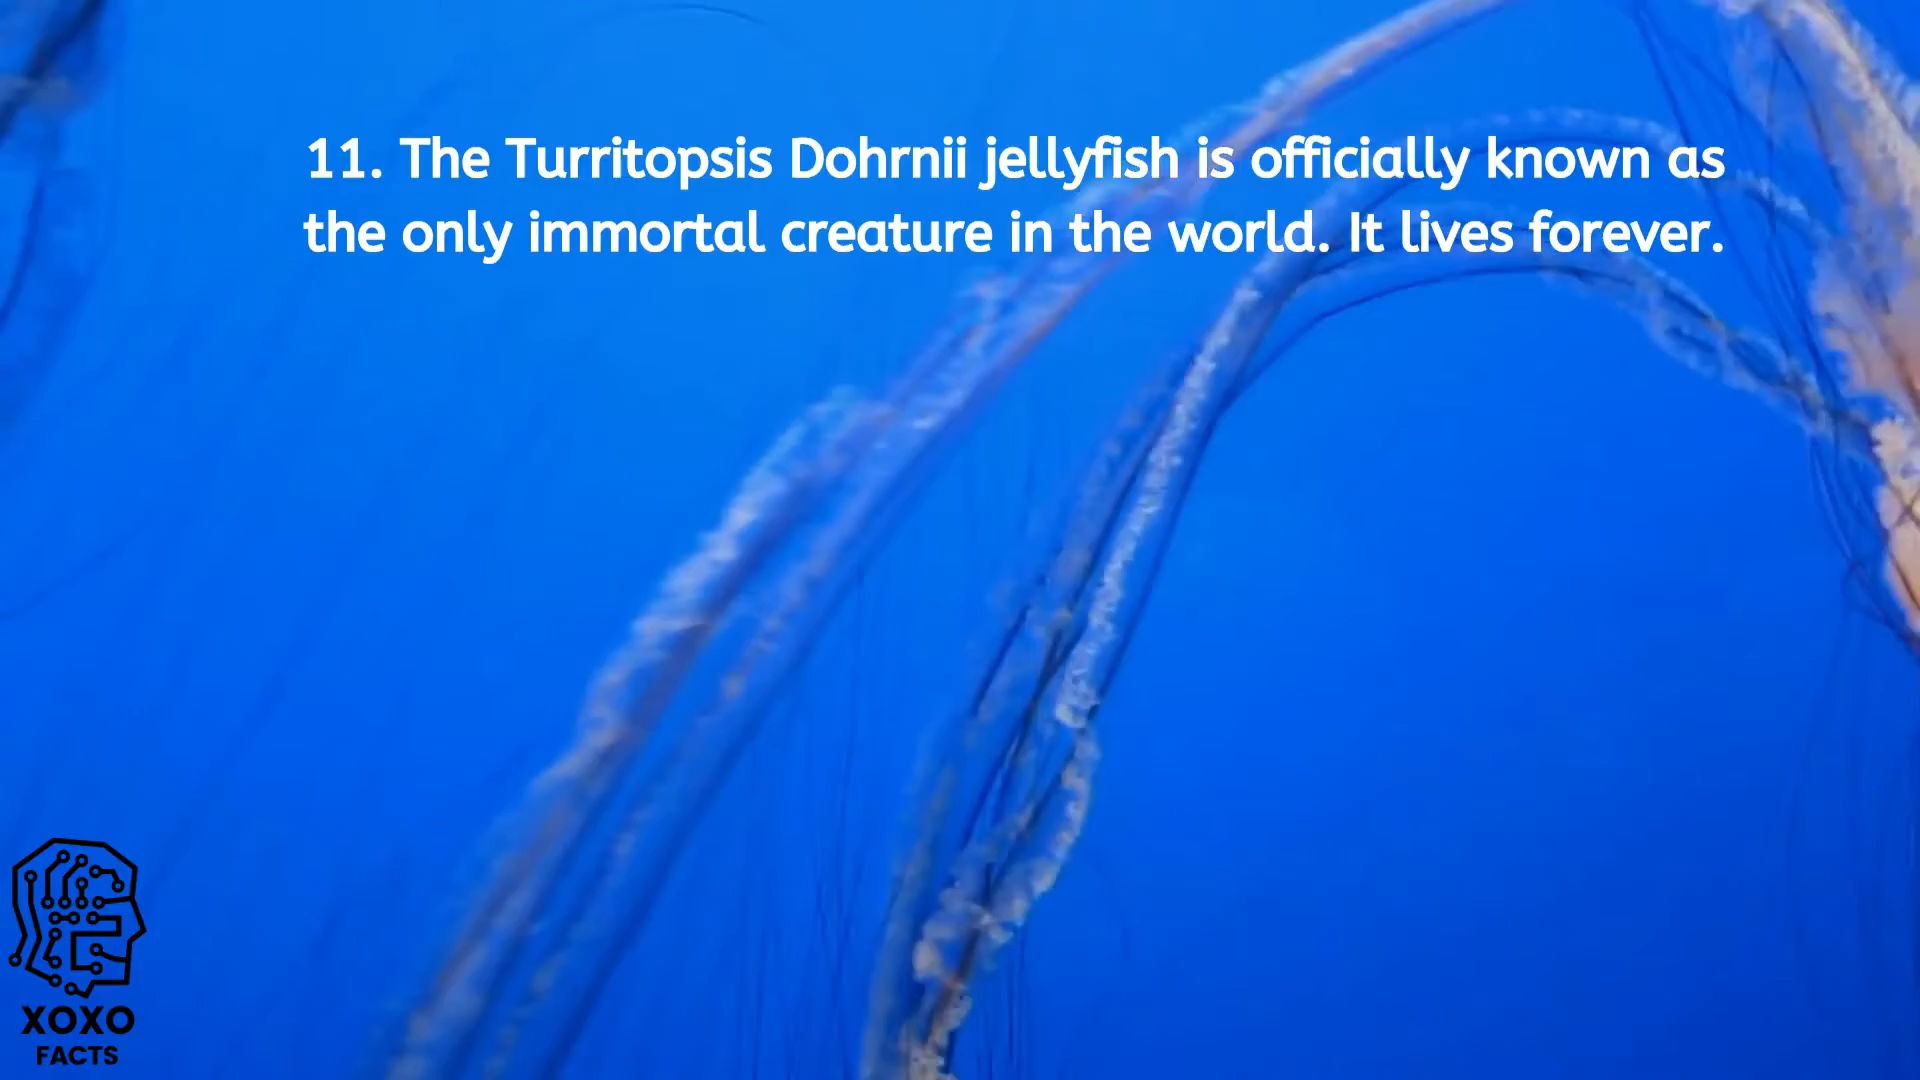 11. The Turritopsis Dohrnii jellyfish is officially known as
the only immortal creature in the world. It lives forever.
XOXO
FACTS